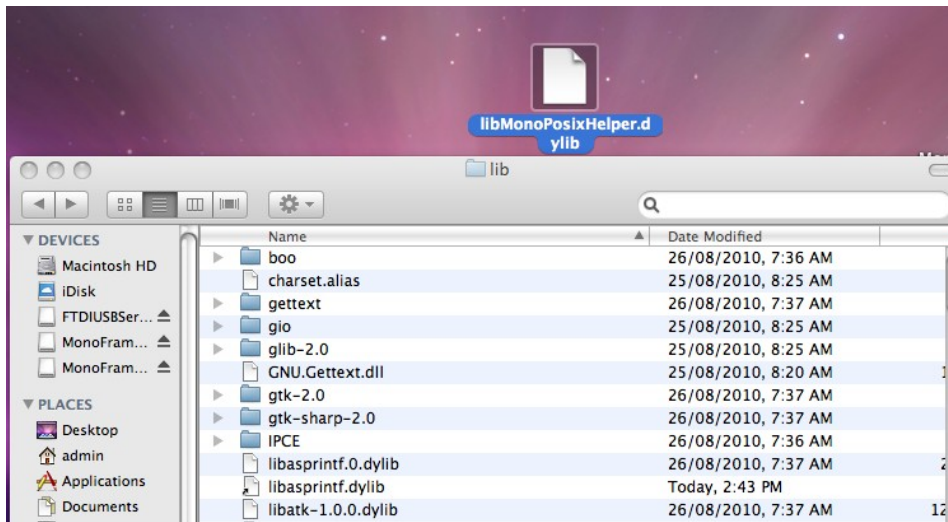 libMonoPosixHelper.d
ylib
lib
Name
Date Modified
DEVICES
Macintosh HD
iDisk
FTDIUSBSer...
MonoFram...
MonoFram...
PLACES
Desktop
admin
Applications
Documents
boo 26/08/2010, 7:36 AM
charset.alias 25/08/2010, 8:25 AM
gettext 26/08/2010, 7:37 AM
gio 25/08/2010, 8:25 AM
glib-2.0 25/08/2010, 8:25 AM
GNU.Gettext.dll 25/08/2010, 8:20 AM
gtk-2.0 26/08/2010, 7:37 AM
gtk-sharp-2.0 26/08/2010, 7:37 AM
IPCE 26/08/2010, 7:36 AM
libasprintf.0.dylib 26/08/2010, 7:37 AM
libasprintf.dylib Today, 2:43 PM
libatk-1.0.0.dylib 26/08/2010, 7:37 AM 12